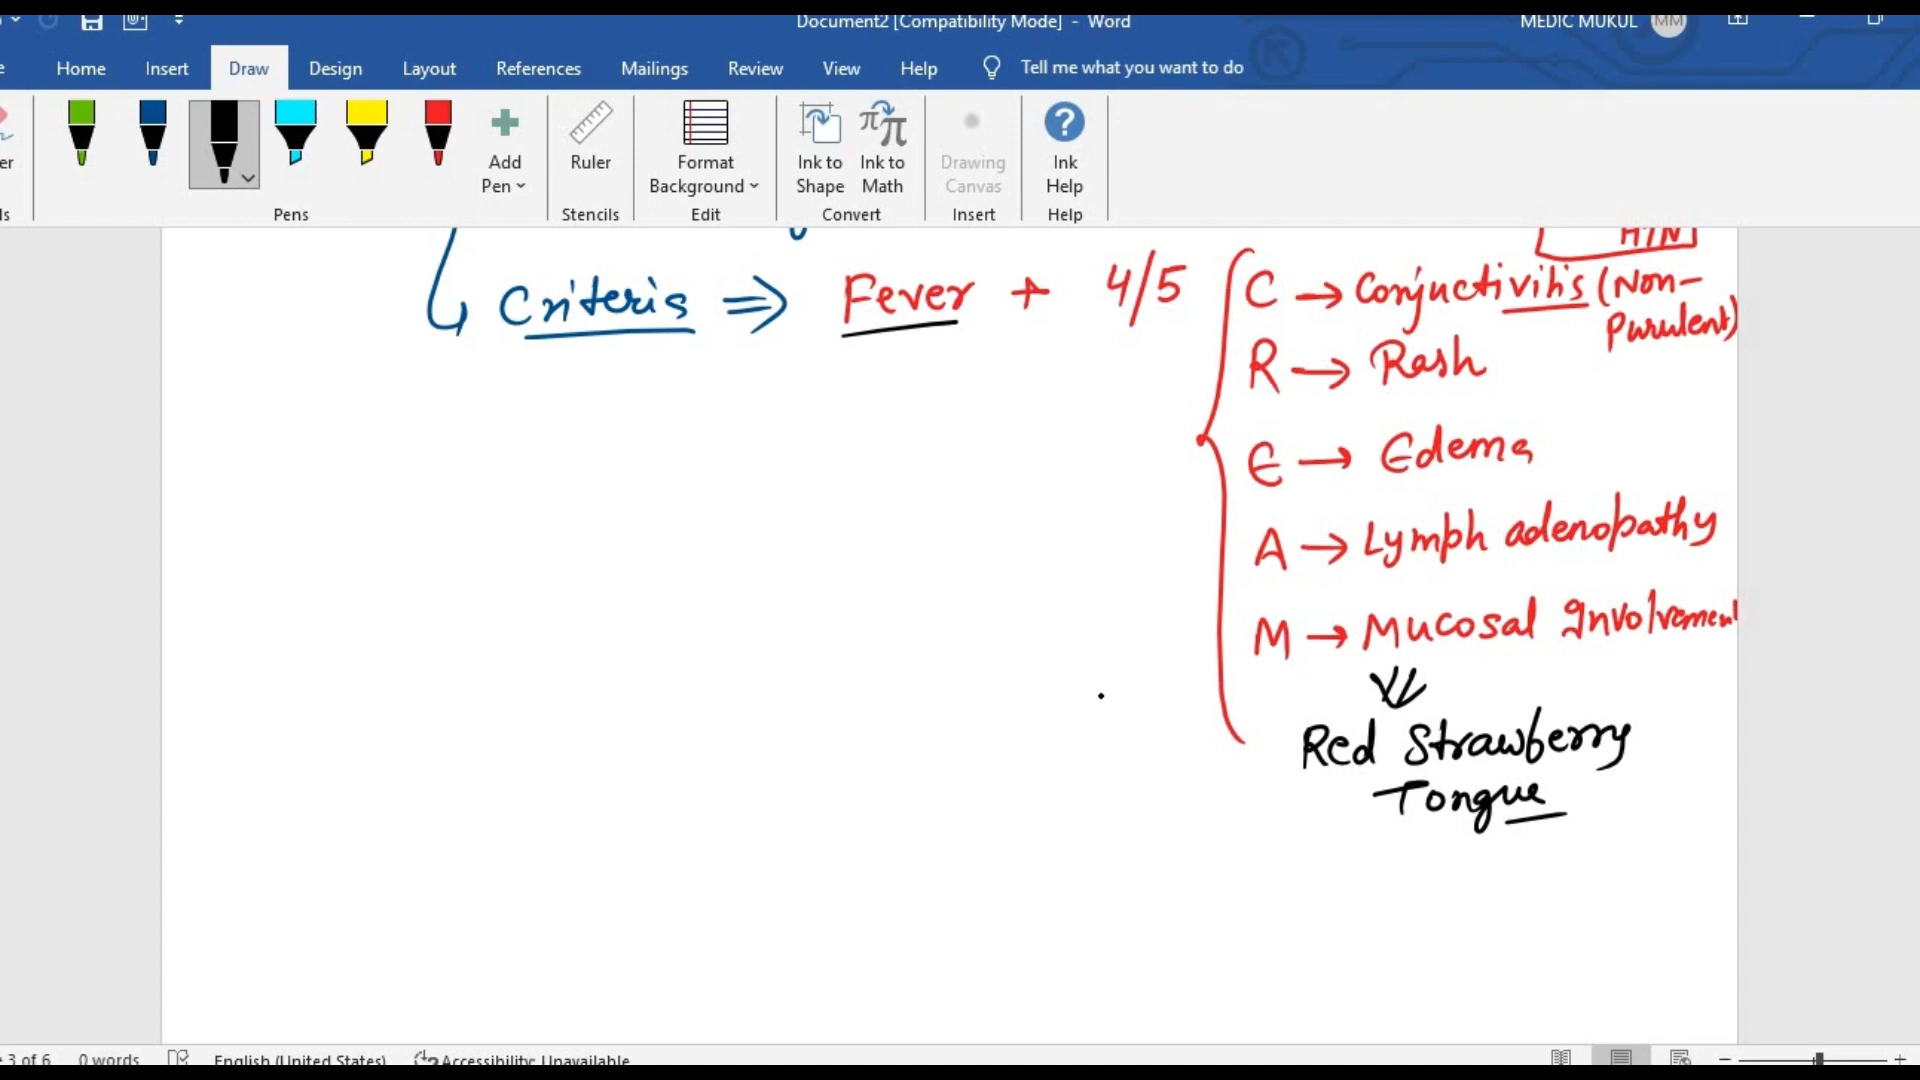 Document2 [Compatibility Mode] - Word
MEDIC MUKUL MM
Home Insert Draw Design Layout References Mailings Review View Help Tell me what you want to do
Add Pen
Ruler
Format Background
Ink to Shape
Ink to Math
Drawing Canvas
Ink Help
Pens Stencils Edit Convert Insert Help
HTN
Criteria ⇒ Fever + 4/5
C → Conjuctivitis (Non-
Purulent)
R → Rash
E → Edema
A → Lymph adenopathy
M → Mucosal Involvement
Red Strawberry
Tongue
3 of 6 0 words English (United States) Accessibility: Unavailable